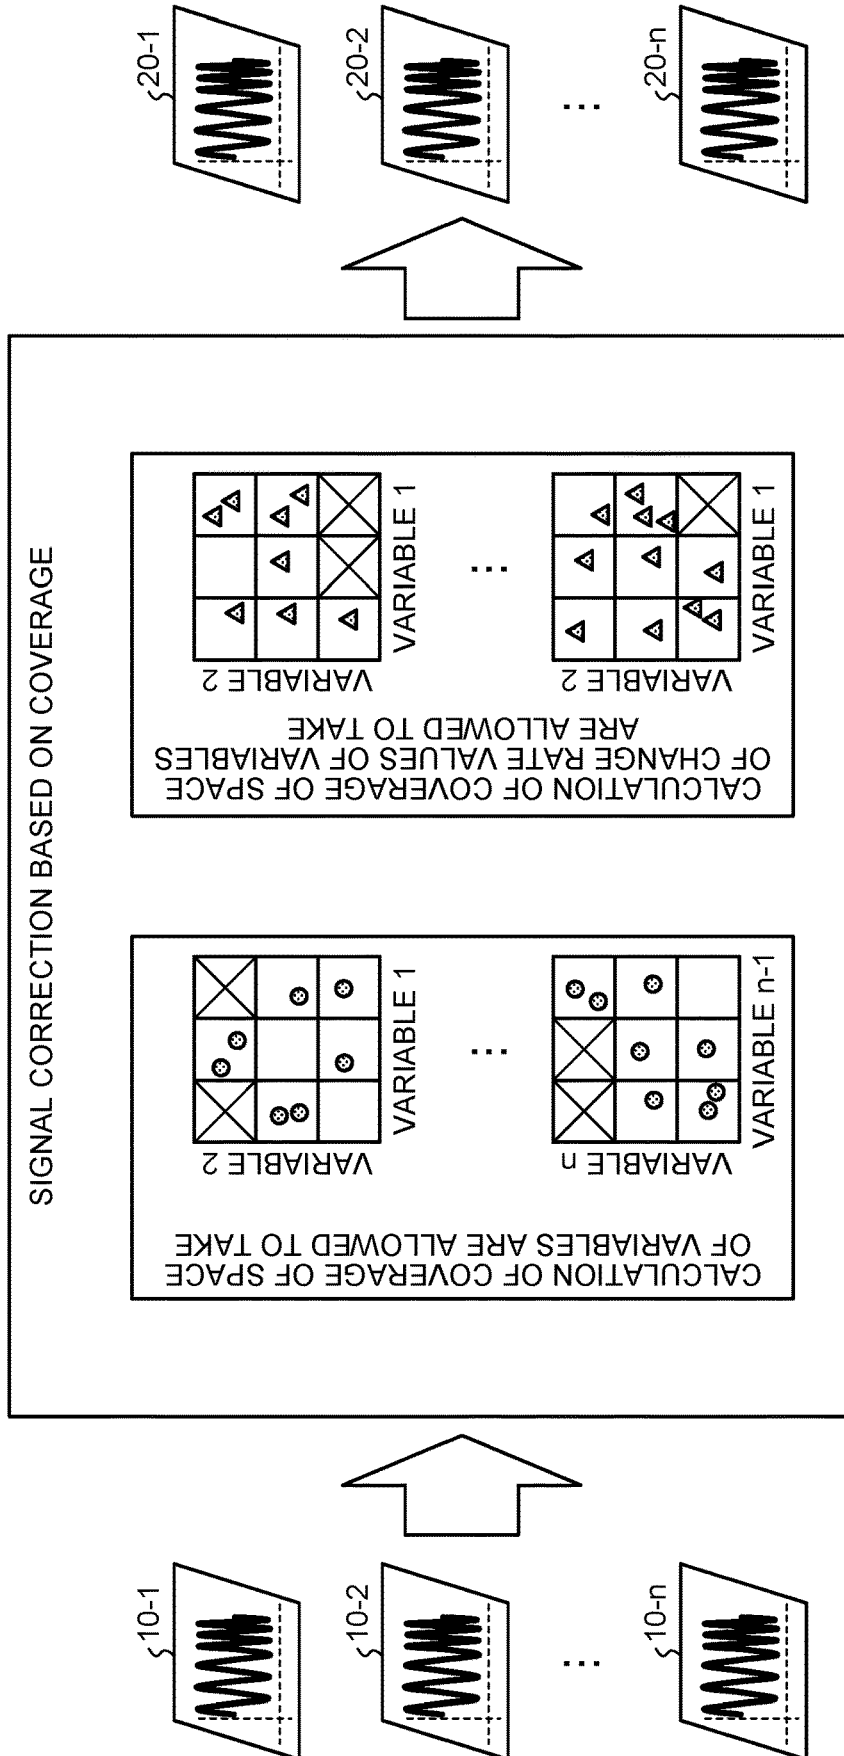 SIGNAL CORRECTION BASED ON COVERAGE
10-1
10-2
...
10-n
CALCULATION OF COVERAGE OF SPACE
OF VARIABLES ARE ALLOWED TO TAKE
VARIABLE 2
VARIABLE 1
...
VARIABLE n
VARIABLE n-1
CALCULATION OF COVERAGE OF SPACE
OF CHANGE RATE VALUES OF VARIABLES
ARE ALLOWED TO TAKE
VARIABLE 2
VARIABLE 1
...
VARIABLE 2
VARIABLE 1
20-1
20-2
...
20-n